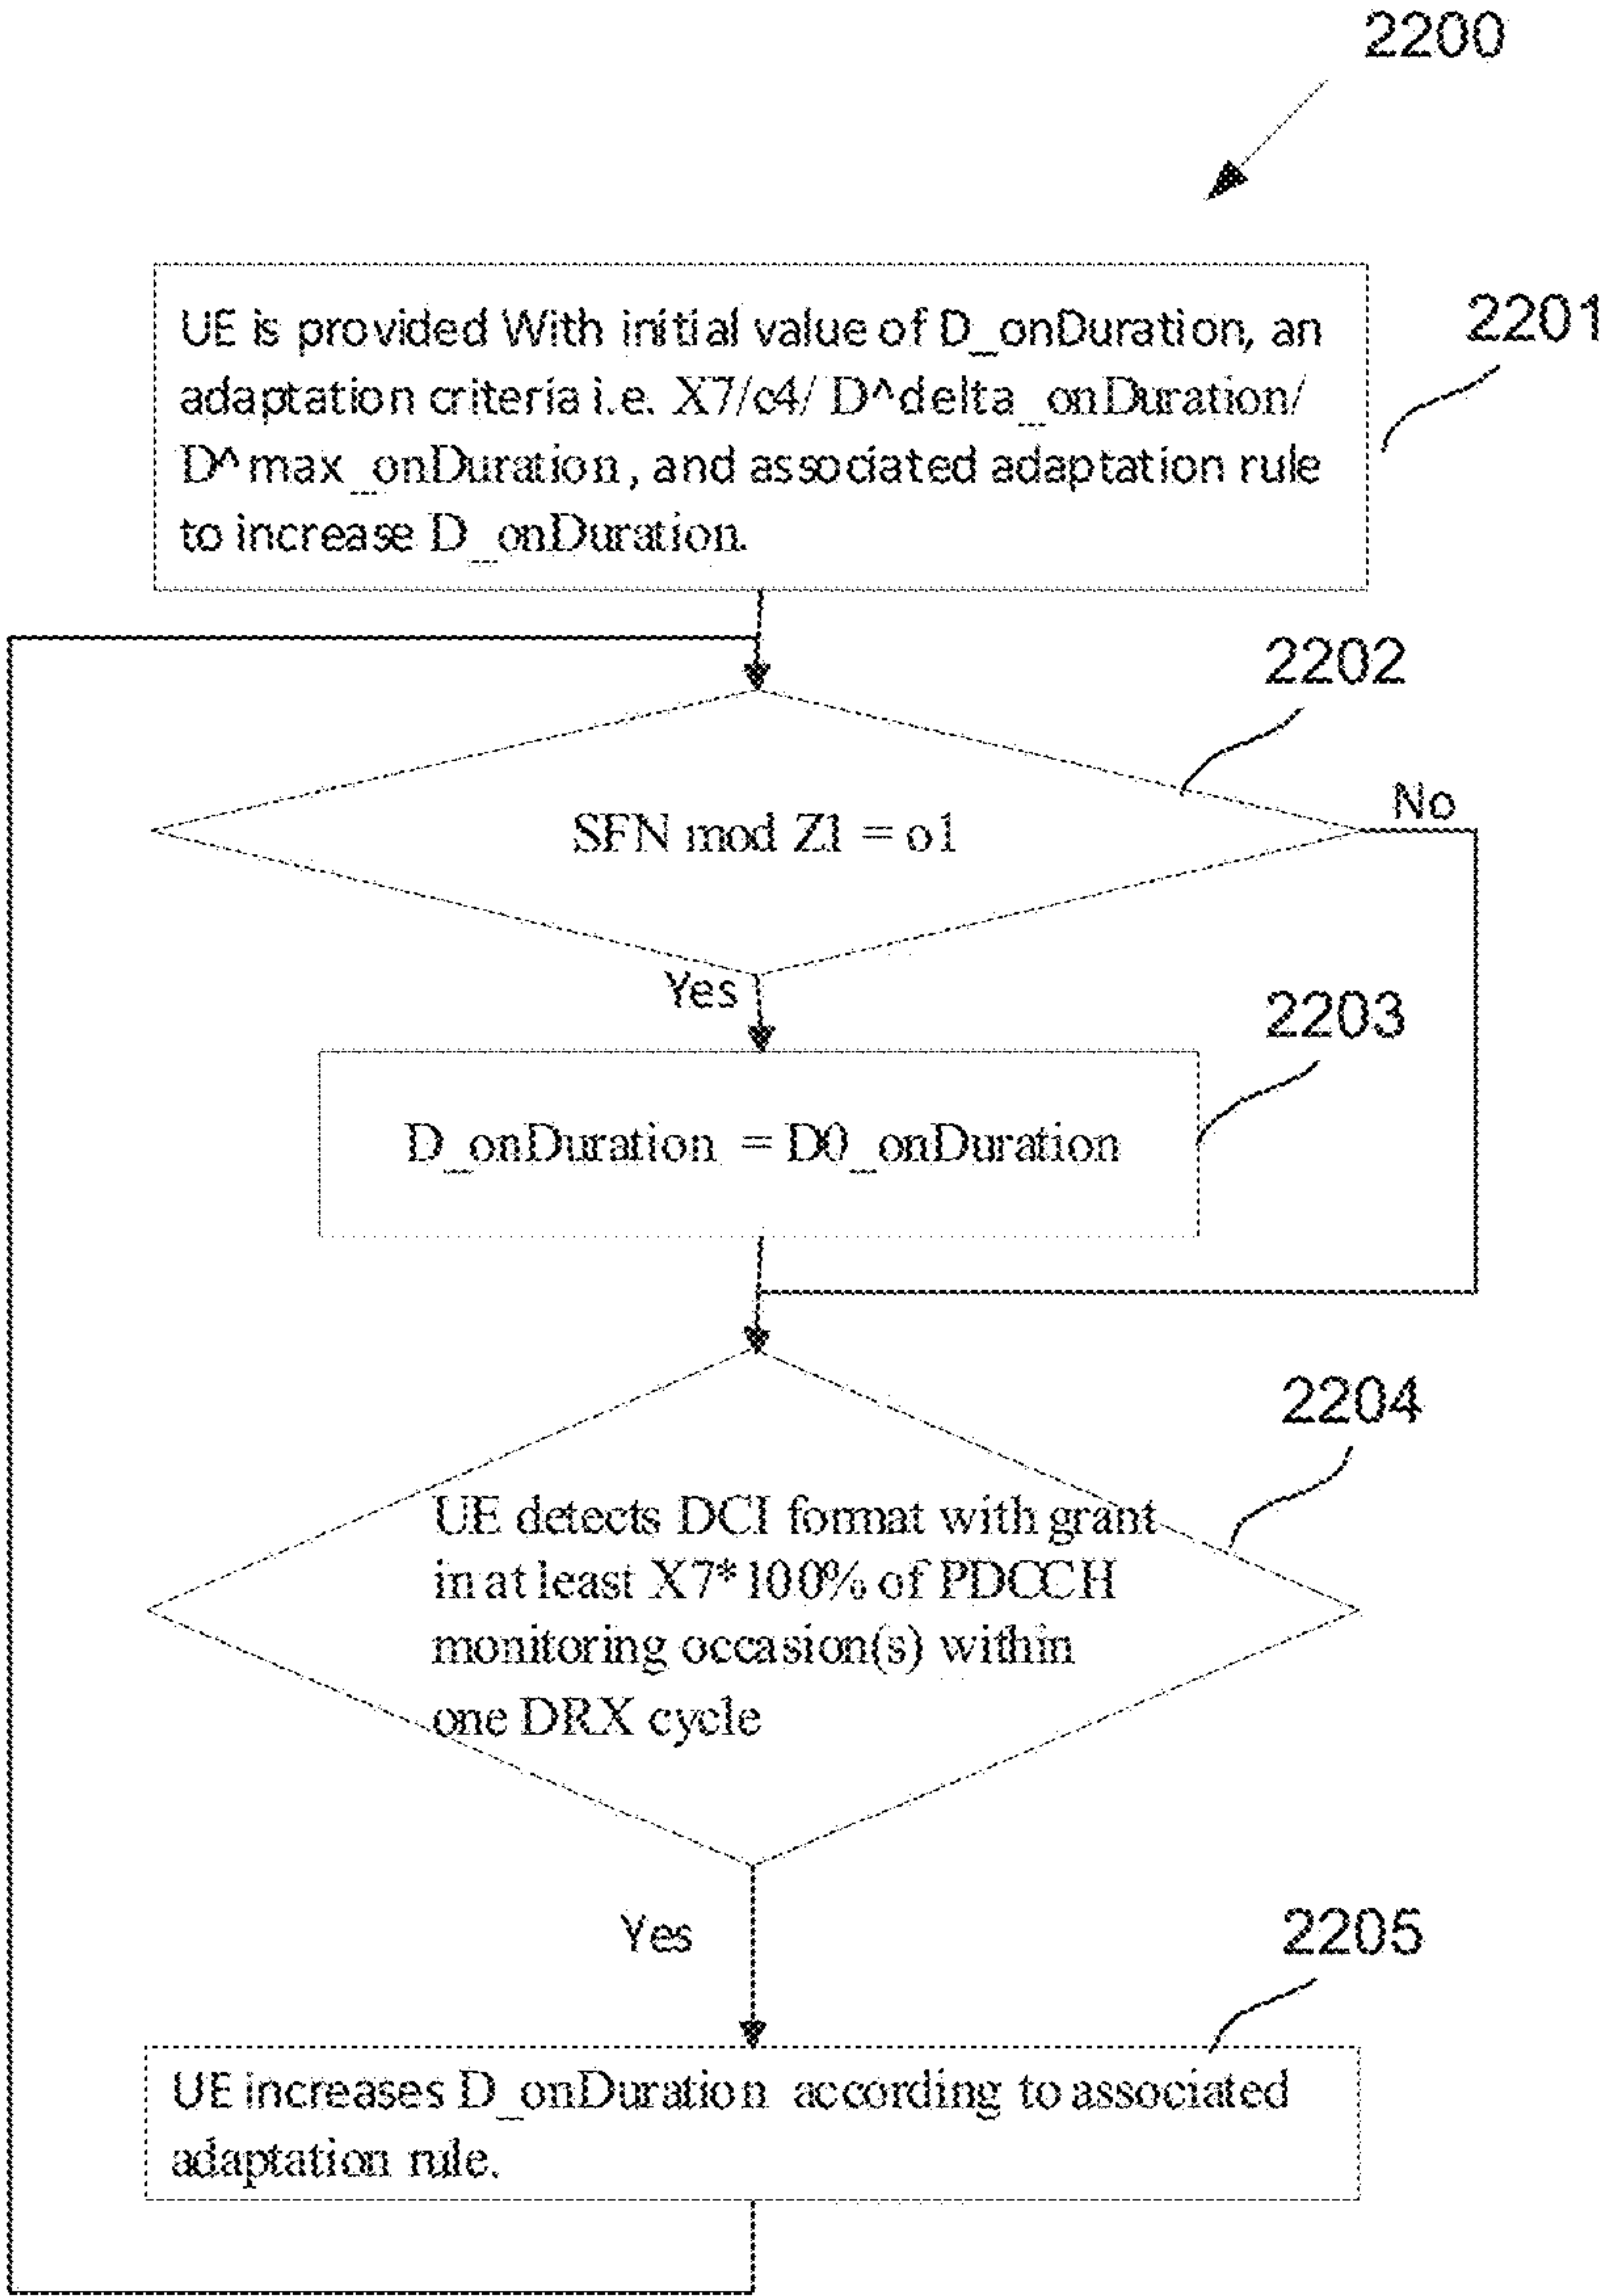 2200
UE is provided With initial value of D_onDuration, an
adaptation criteria i.e. X7/c4/ D^delta_onDuration/
D^max_onDuration, and associated adaptation rule
to increase D_onDuration.
2201
2202
SFN mod Z1 = o1
No
Yes
2203
D_onDuration = D0_onDuration
2204
UE detects DCI format with grant
in at least X7*100% of PDCCH
monitoring occasion(s) within
one DRX cycle
Yes
2205
UE increases D_onDuration according to associated
adaptation rule.